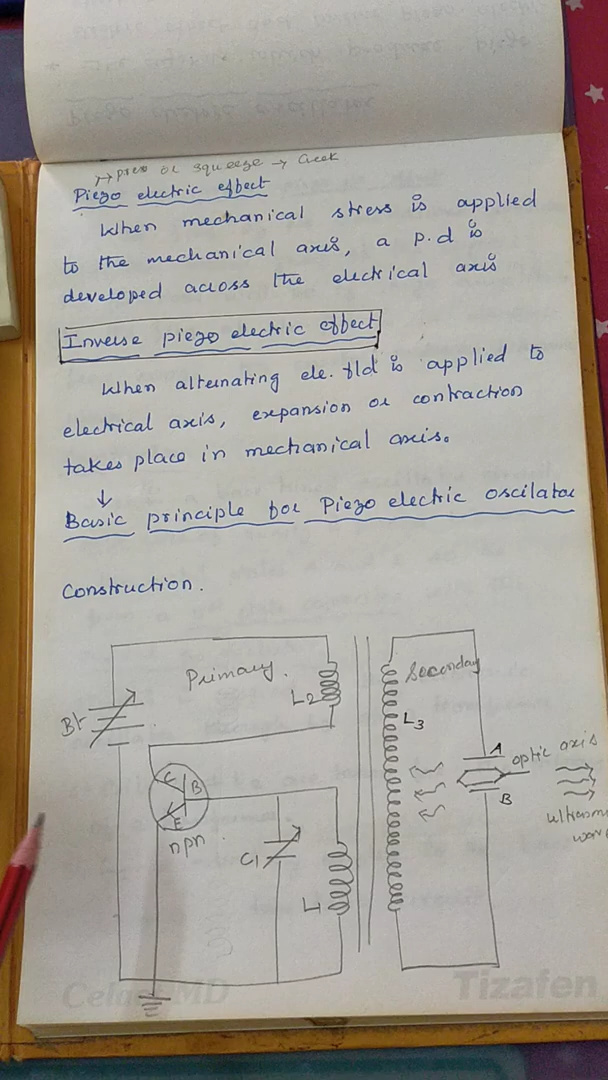 press or squeeze → Greek
Piezo electric effect
When mechanical stress is applied
to the mechanical axis, a p.d is
developed across the electrical axis
Inverse piezo electric effect
When alternating ele. fld is applied to
electrical axis, expansion or contraction
takes place in mechanical axis.
↓
Basic principle for Piezo electric oscilator
Construction.
Primary.
Secondary
L2
L3
Bt
A
optic axis
B
C
B
E
npn
C1
L
ultrasonic
wave
Tizafen